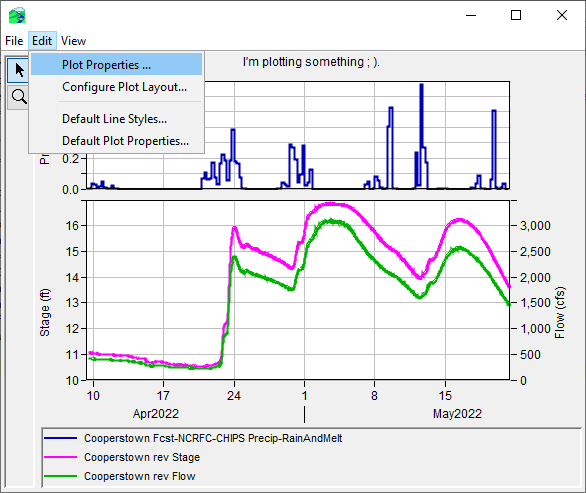 File Edit View
Plot Properties ...
Configure Plot Layout...
Default Line Styles...
Default Plot Properties...
I'm plotting something ; ).
0.2
0.0
16
15
14
13
12
11
10
Stage (ft)
3,000
2,500
2,000
1,500
1,000
500
0
Flow (cfs)
10 17 24 1 8 15
Apr2022 May2022
Cooperstown Fcst-NCRFC-CHIPS Precip-RainAndMelt
Cooperstown rev Stage
Cooperstown rev Flow